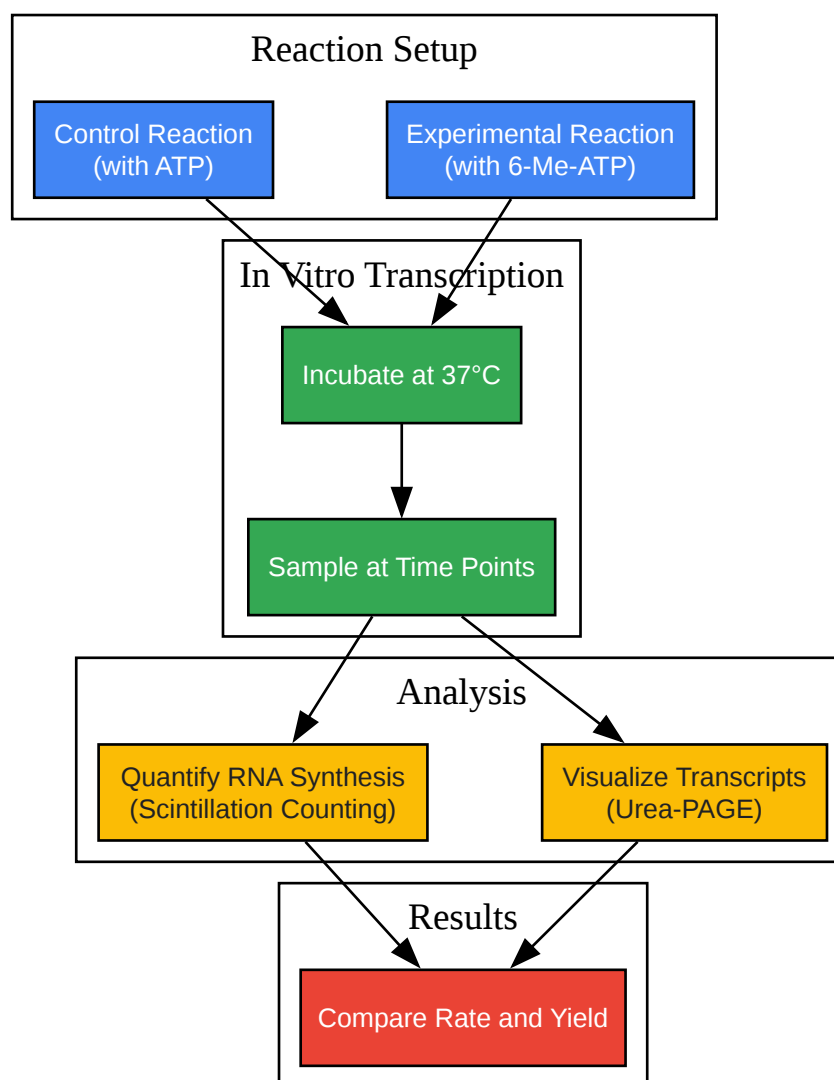 Reaction Setup
Control Reaction
(with ATP)
Experimental Reaction
(with 6-Me-ATP)
In Vitro Transcription
Incubate at 37°C
Sample at Time Points
Analysis
Quantify RNA Synthesis
(Scintillation Counting)
Visualize Transcripts
(Urea-PAGE)
Results
Compare Rate and Yield